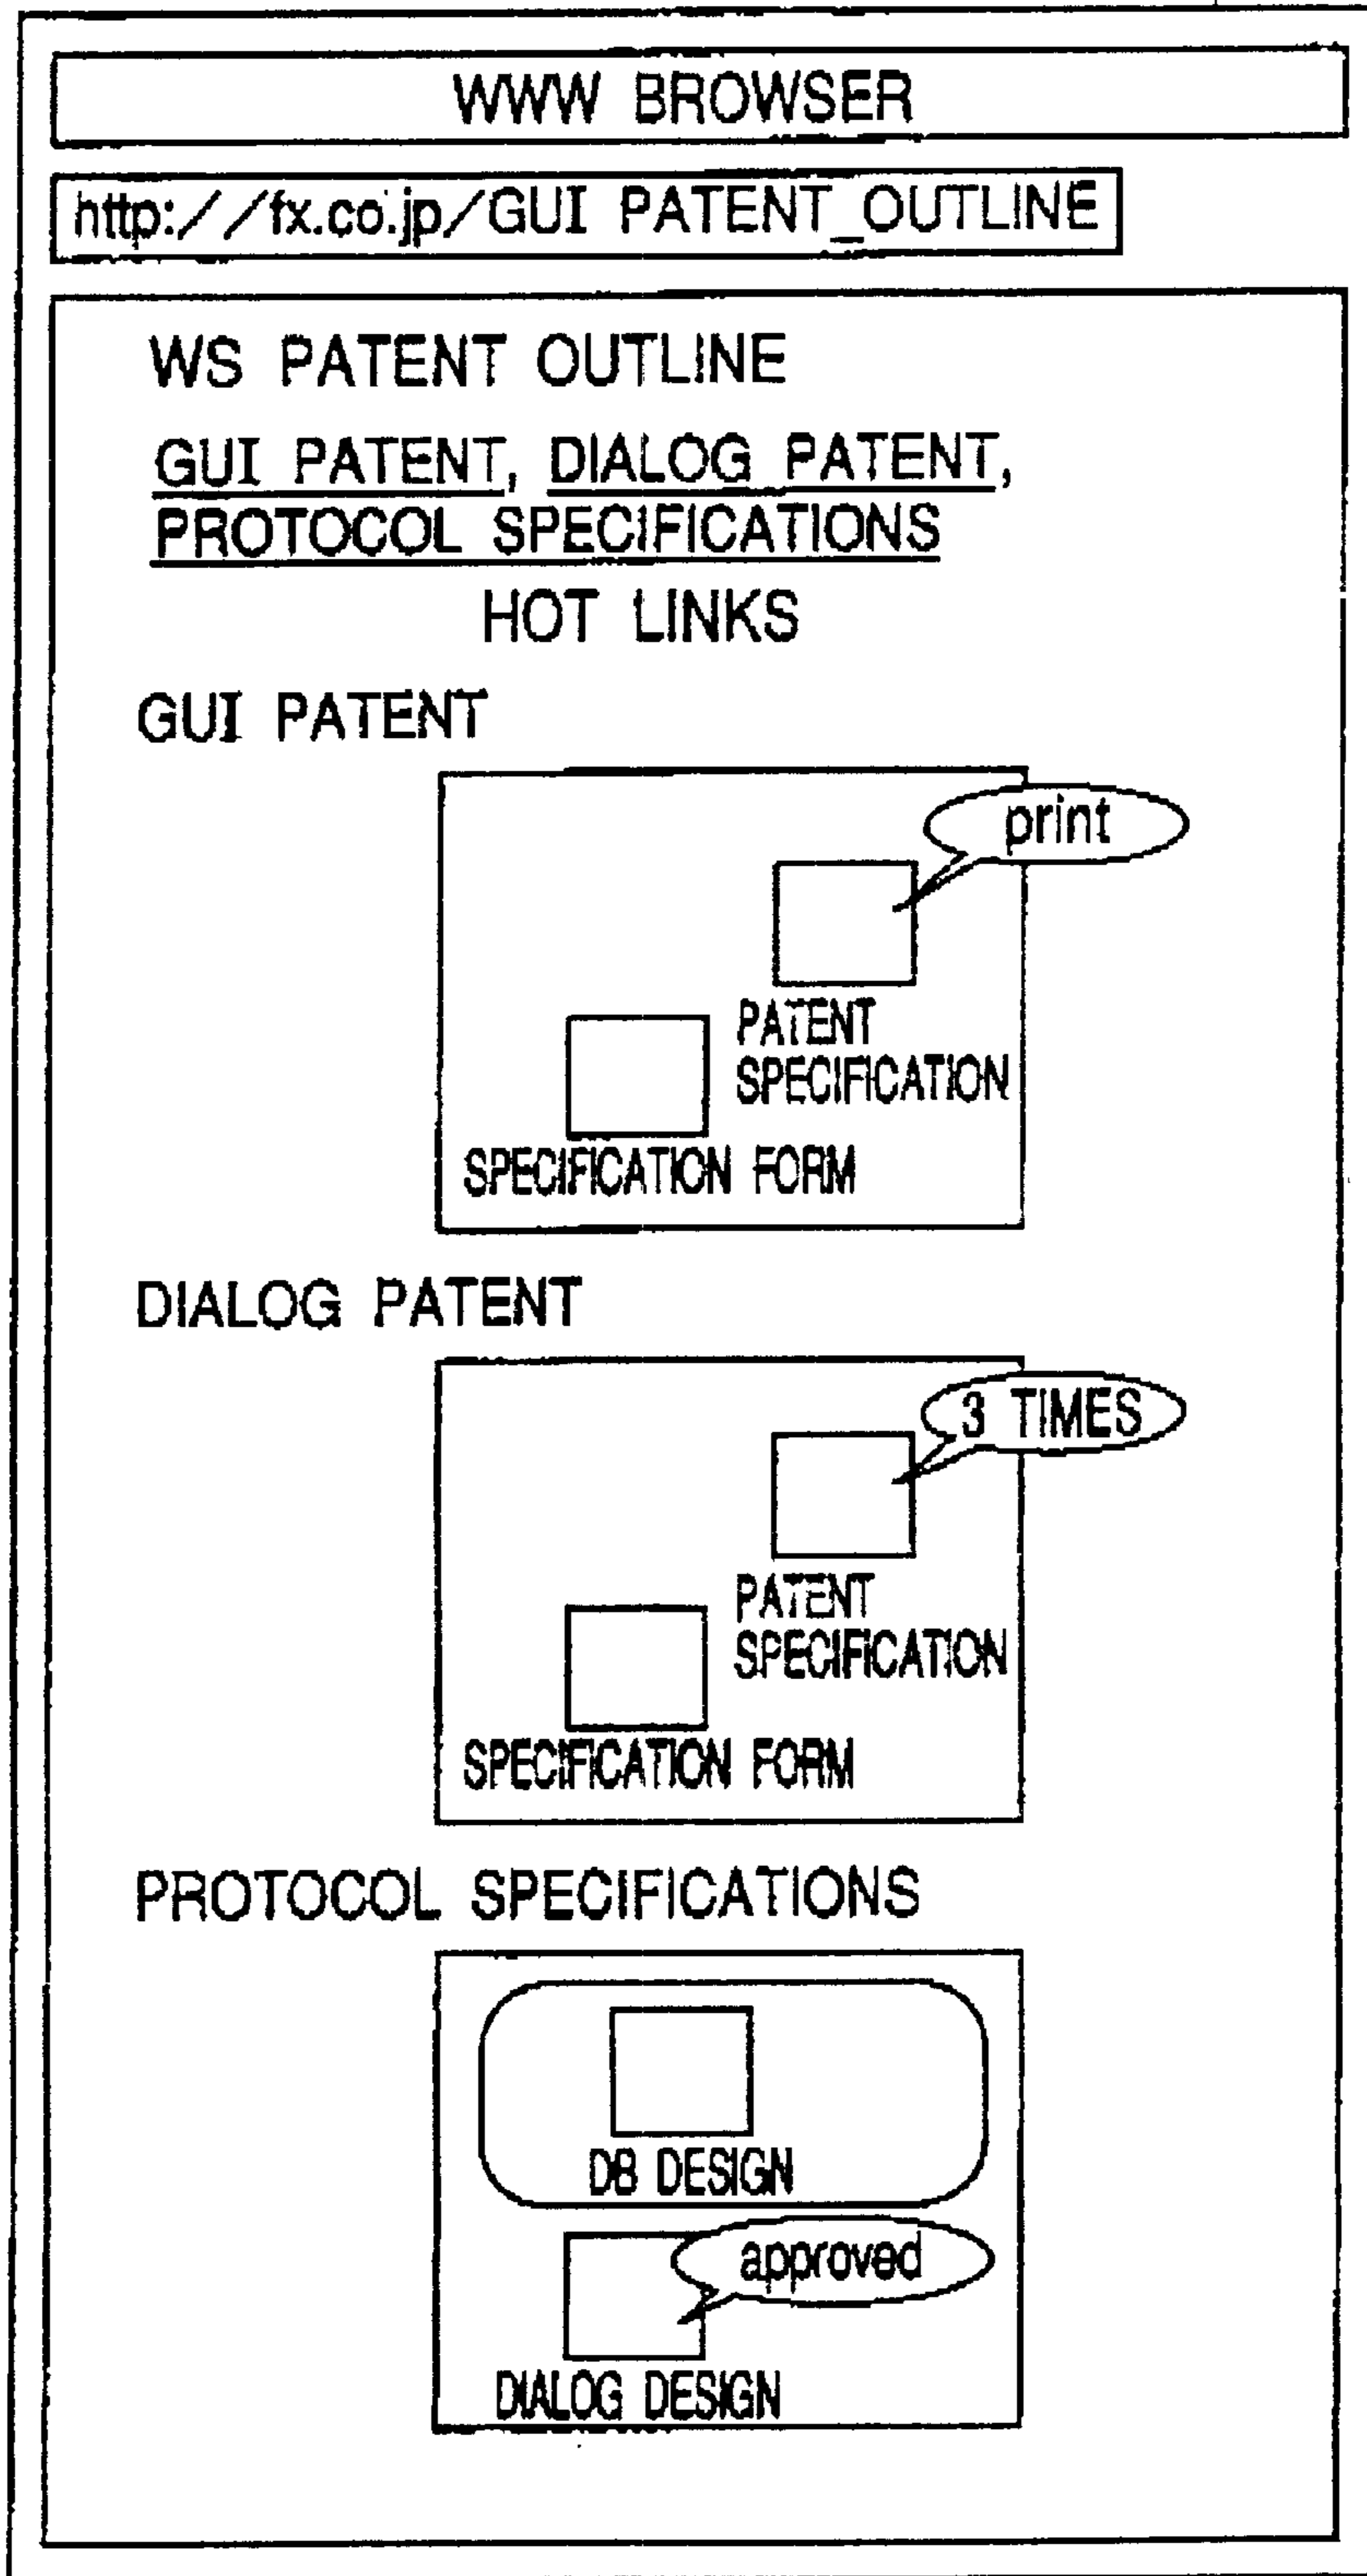 WWW BROWSER
http://fx.co.jp/GUI PATENT_OUTLINE
WS PATENT OUTLINE
GUI PATENT, DIALOG PATENT,
PROTOCOL SPECIFICATIONS
HOT LINKS
GUI PATENT
print
PATENT
SPECIFICATION
SPECIFICATION FORM
DIALOG PATENT
3 TIMES
PATENT
SPECIFICATION
SPECIFICATION FORM
PROTOCOL SPECIFICATIONS
DB DESIGN
approved
DIALOG DESIGN